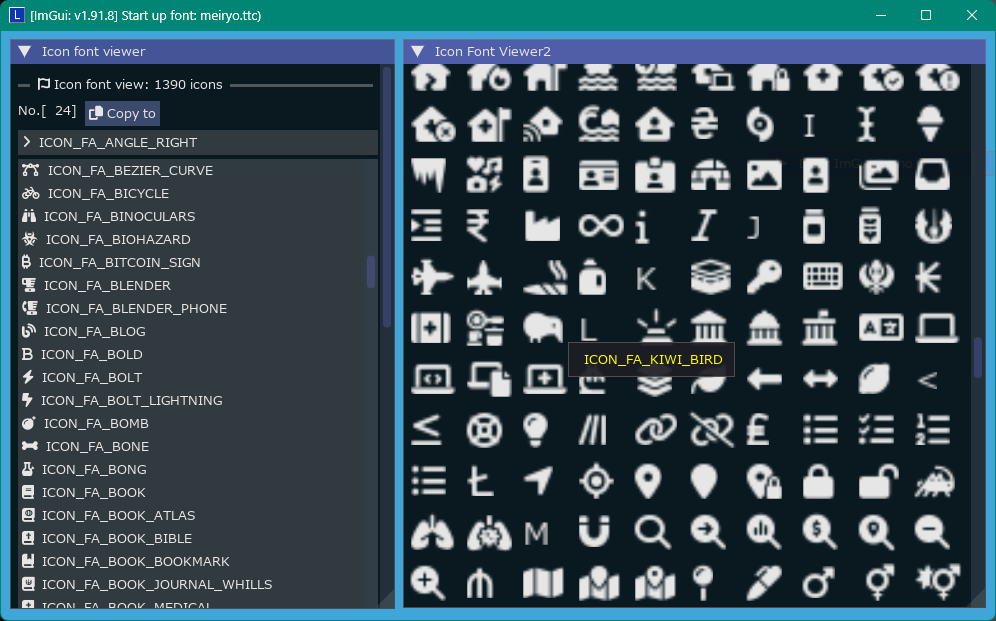 L [ImGui: v1.91.8] Start up font: meiryo.ttc)
Icon font viewer
Icon font view: 1390 icons
No.[ 24] Copy to
ICON_FA_ANGLE_RIGHT
ICON_FA_BEZIER_CURVE
ICON_FA_BICYCLE
ICON_FA_BINOCULARS
ICON_FA_BIOHAZARD
ICON_FA_BITCOIN_SIGN
ICON_FA_BLENDER
ICON_FA_BLENDER_PHONE
ICON_FA_BLOG
ICON_FA_BOLD
ICON_FA_BOLT
ICON_FA_BOLT_LIGHTNING
ICON_FA_BOMB
ICON_FA_BONE
ICON_FA_BONG
ICON_FA_BOOK
ICON_FA_BOOK_ATLAS
ICON_FA_BOOK_BIBLE
ICON_FA_BOOK_BOOKMARK
ICON_FA_BOOK_JOURNAL_WHILLS
ICON_FA_BOOK_MEDICAL
Icon Font Viewer2
I
J
K
L
ICON_FA_KIWI_BIRD
<
M